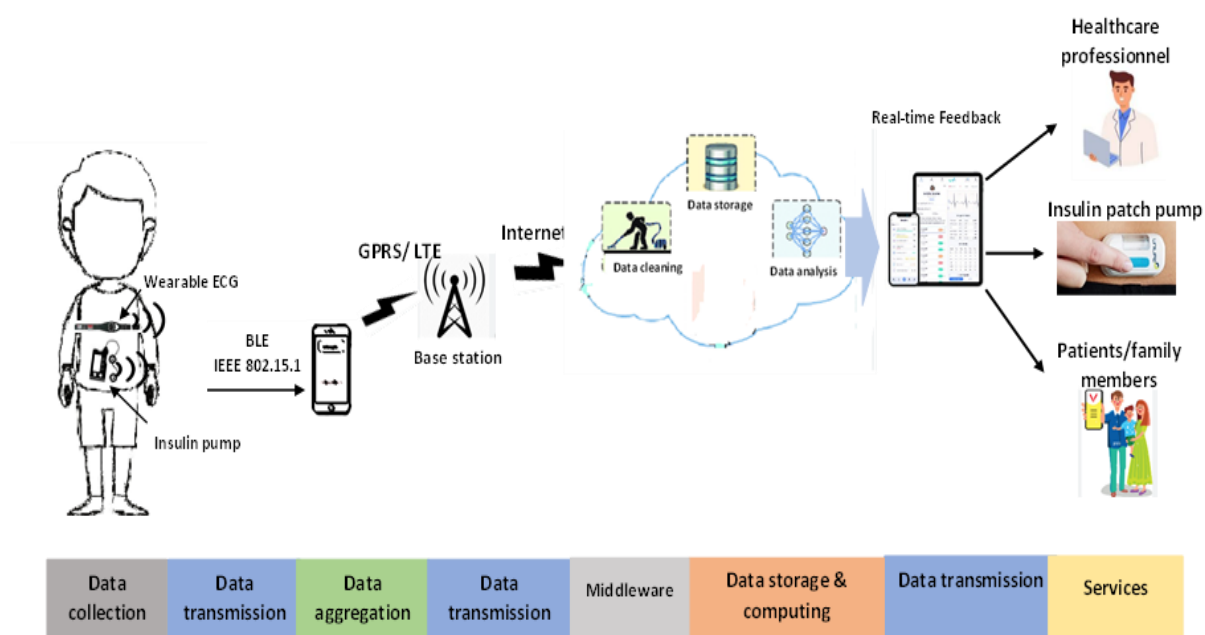 Healthcare
professionnel
Real-time Feedback
Data storage
Insulin patch pump
Internet
GPRS/ LTE
Data cleaning
Data analysis
Wearable ECG
BLE
IEEE 802.15.1
Base station
Patients/family
members
Insulin pump
Data
collection
Data
transmission
Data
aggregation
Data
transmission
Middleware
Data storage &
computing
Data transmission
Services